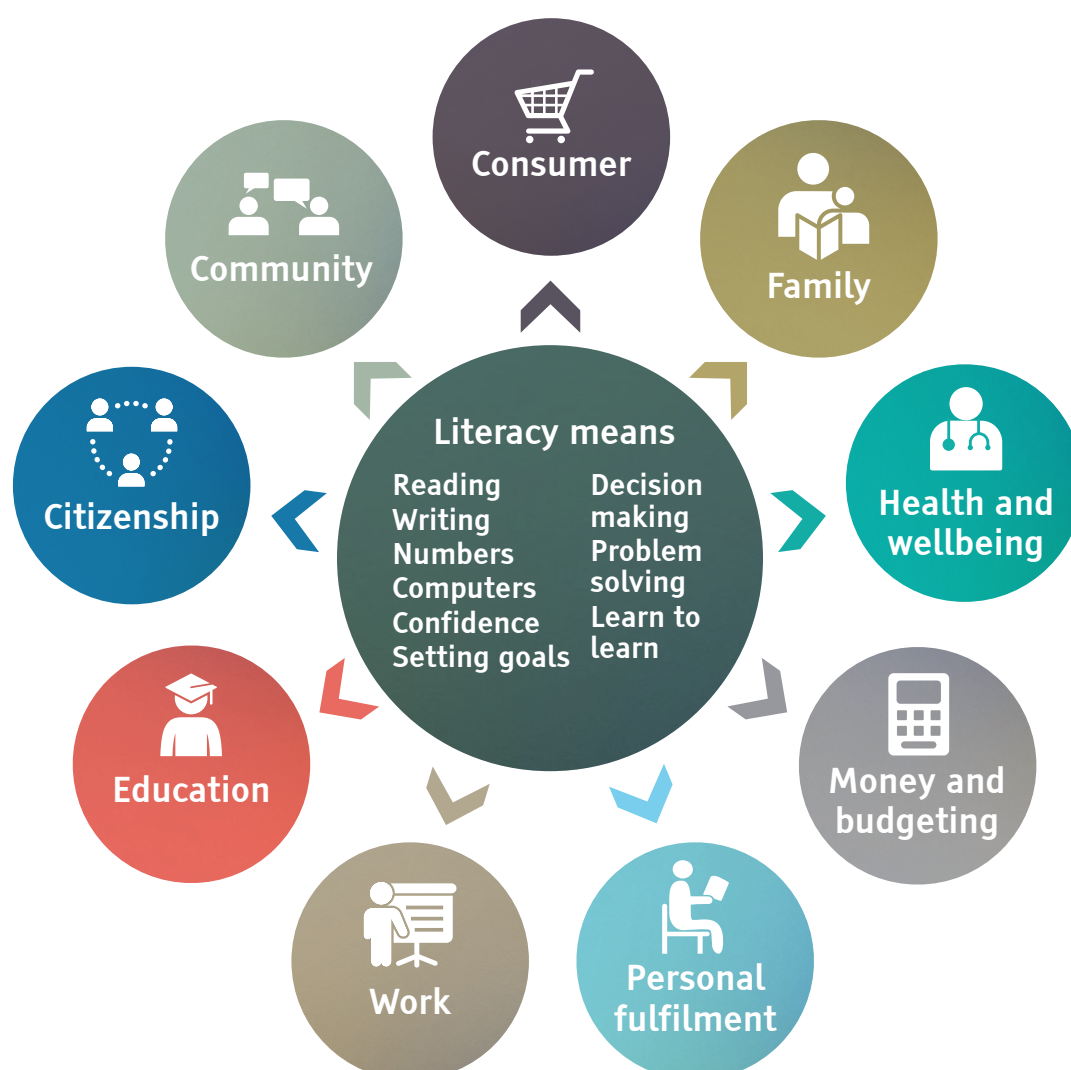 Consumer
Family
Health and
wellbeing
Money and
budgeting
Personal
fulfilment
Work
Education
Citizenship
Community
Literacy means
Reading
Writing
Numbers
Computers
Confidence
Setting goals
Decision
making
Problem
solving
Learn to
learn